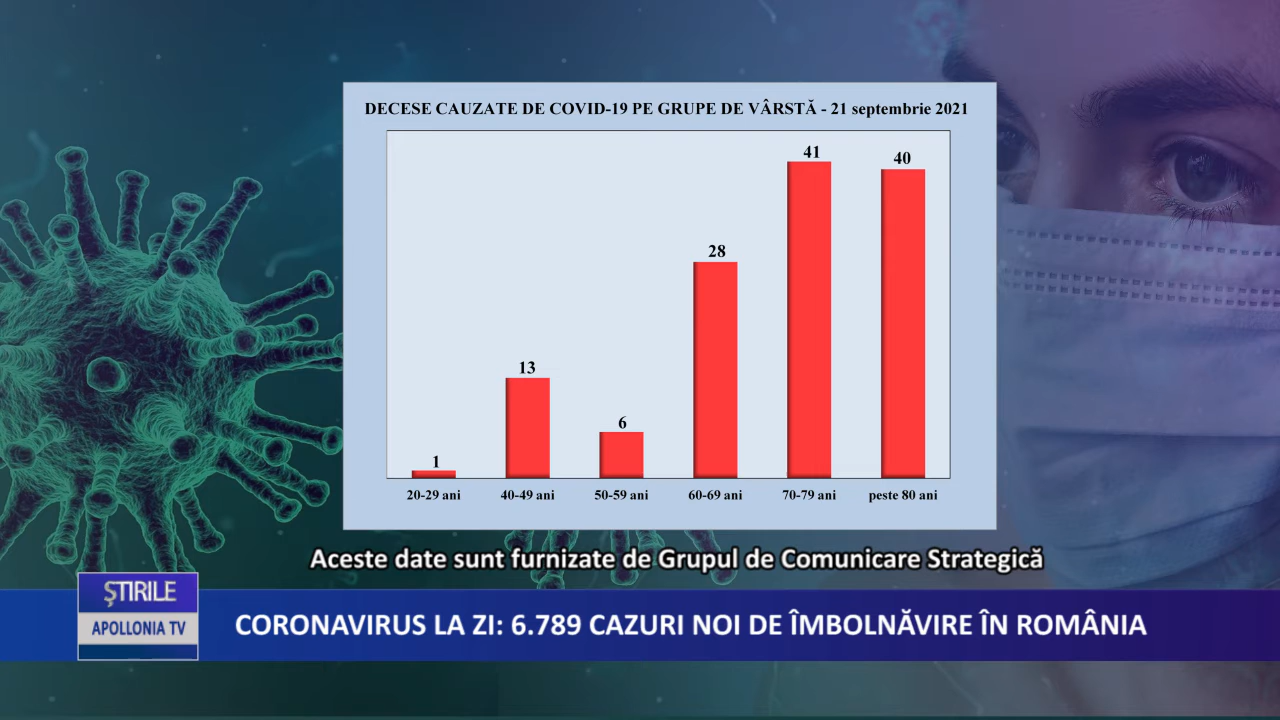 DECESE CAUZATE DE COVID-19 PE GRUPE DE VÂRSTĂ - 21 septembrie 2021
41
40
28
13
6
1
20-29 ani 40-49 ani 50-59 ani 60-69 ani 70-79 ani peste 80 ani
Aceste date sunt furnizate de Grupul de Comunicare Strategică
ŞTIRILE
APOLLONIA TV
CORONAVIRUS LA ZI: 6.789 CAZURI NOI DE ÎMBOLNĂVIRE ÎN ROMÂNIA